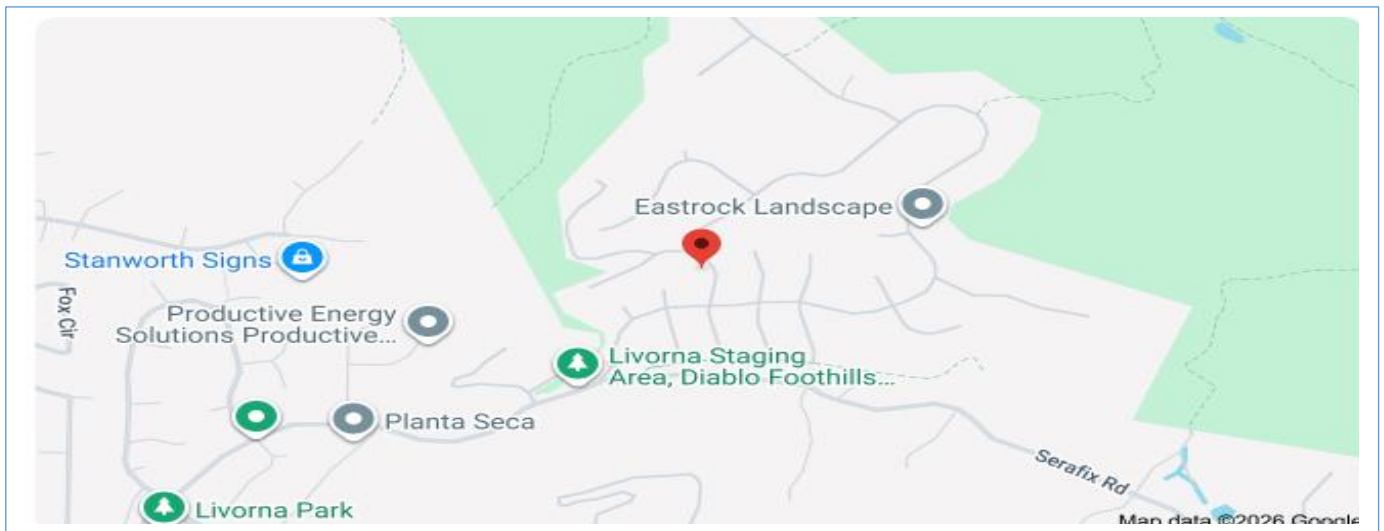 Eastrock Landscape
Stanworth Signs
Fox Cir
Productive Energy
Solutions Productive...
Livorna Staging
Area, Diablo Foothills...
Planta Seca
Serafix Rd
Livorna Park
Map data ©2026 Google